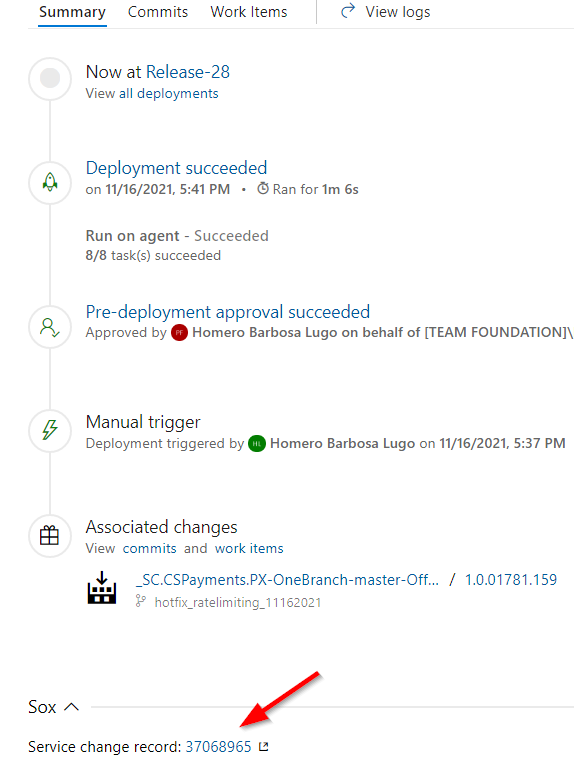 Summary Commits Work Items View logs
Now at Release-28
View all deployments
Deployment succeeded
on 11/16/2021, 5:41 PM • Ran for 1m 6s
Run on agent - Succeeded
8/8 task(s) succeeded
Pre-deployment approval succeeded
Approved by PF Homero Barbosa Lugo on behalf of [TEAM FOUNDATION]\
Manual trigger
Deployment triggered by HL Homero Barbosa Lugo on 11/16/2021, 5:37 PM
Associated changes
View commits and work items
_SC.CSPayments.PX-OneBranch-master-Off... / 1.0.01781.159
hotfix_ratelimiting_11162021
Sox
Service change record: 37068965